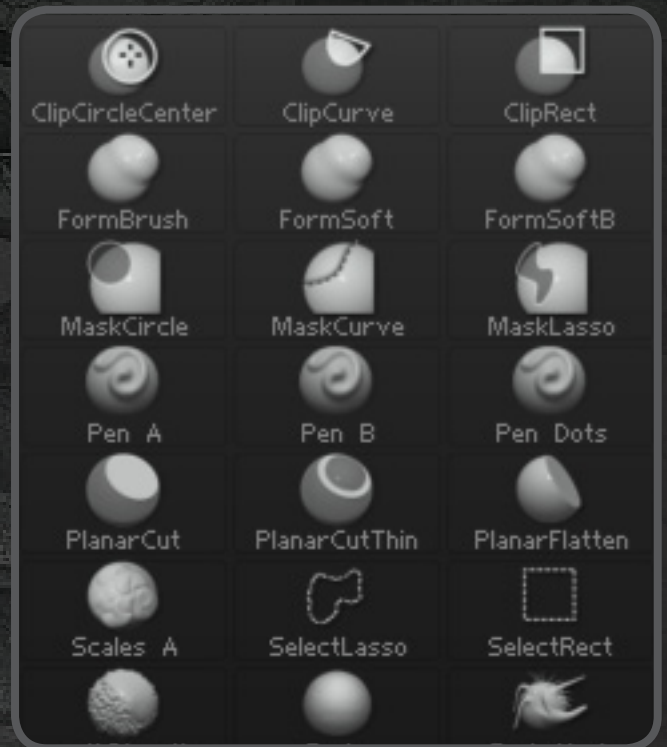 ClipCircleCenter ClipCurve ClipRect
FormBrush FormSoft FormSoftB
MaskCircle MaskCurve MaskLasso
Pen A Pen B Pen Dots
PlanarCut PlanarCutThin PlanarFlatten
Scales A SelectLasso SelectRect